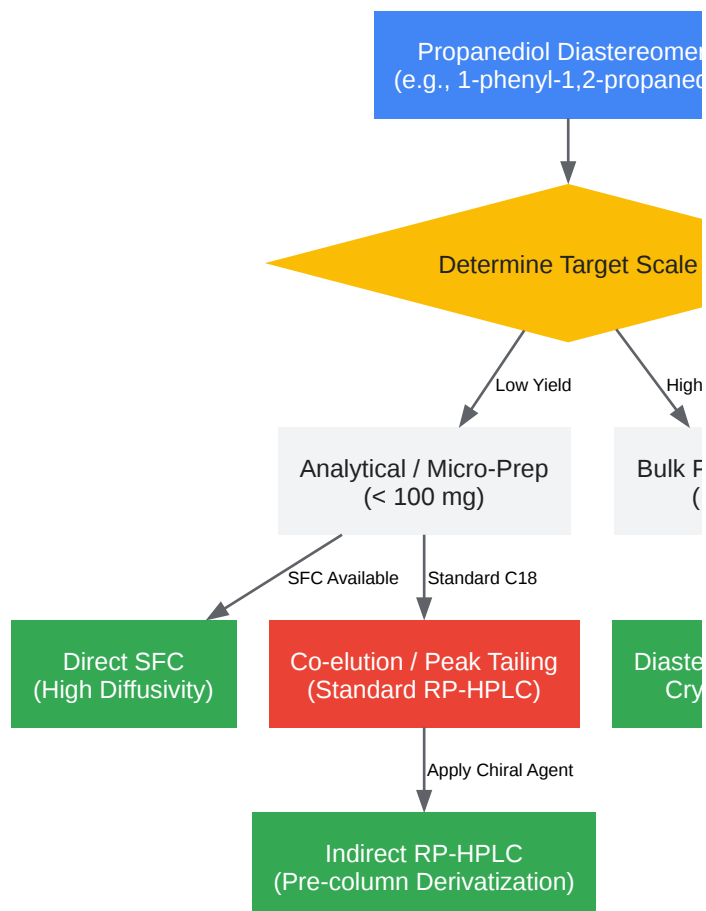 Propanediol Diastereomer
(e.g., 1-phenyl-1,2-propaned
Determine Target Scale
Low Yield
High
Analytical / Micro-Prep
(< 100 mg)
Bulk P
(
SFC Available
Standard C18
Direct SFC
(High Diffusivity)
Co-elution / Peak Tailing
(Standard RP-HPLC)
Diaste
Cry
Apply Chiral Agent
Indirect RP-HPLC
(Pre-column Derivatization)